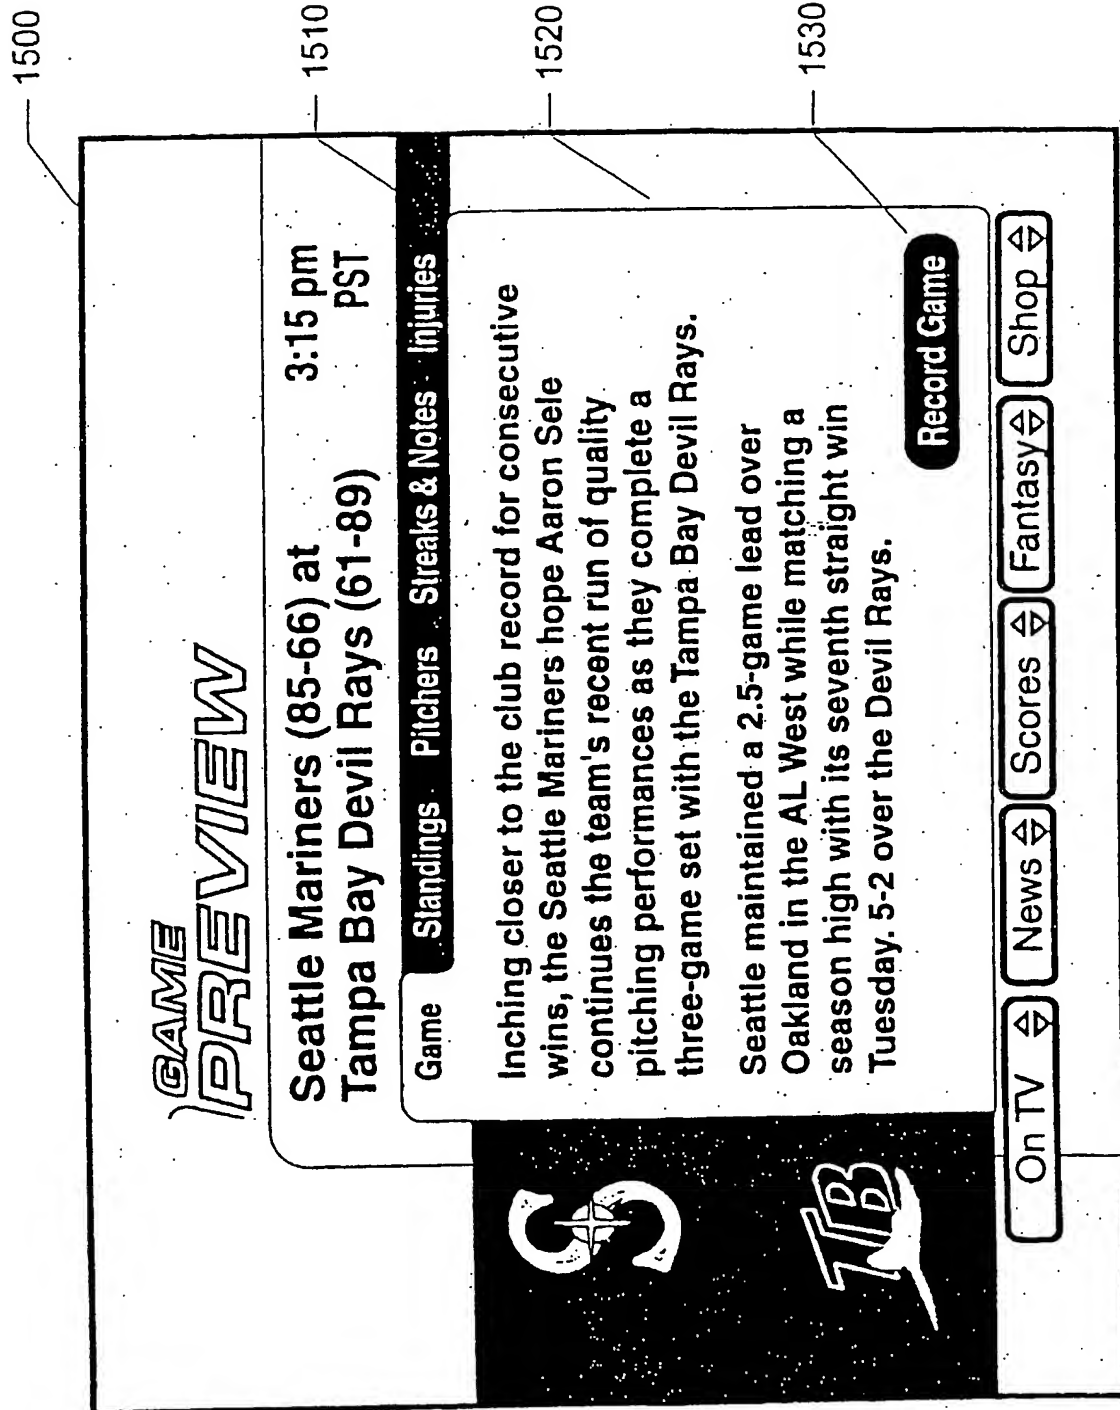 1500
GAME
PREVIEW
Seattle Mariners (85-66) at
Tampa Bay Devil Rays (61-89)
3:15 pm
PST
1510
Game Standings Pitchers Streaks & Notes Injuries
Inching closer to the club record for consecutive
wins, the Seattle Mariners hope Aaron Sele
continues the team's recent run of quality
pitching performances as they complete a
three-game set with the Tampa Bay Devil Rays.
1520
Seattle maintained a 2.5-game lead over
Oakland in the AL West while matching a
season high with its seventh straight win
Tuesday. 5-2 over the Devil Rays.
Record Game
1530
S
TB
On TV News Scores Fantasy Shop